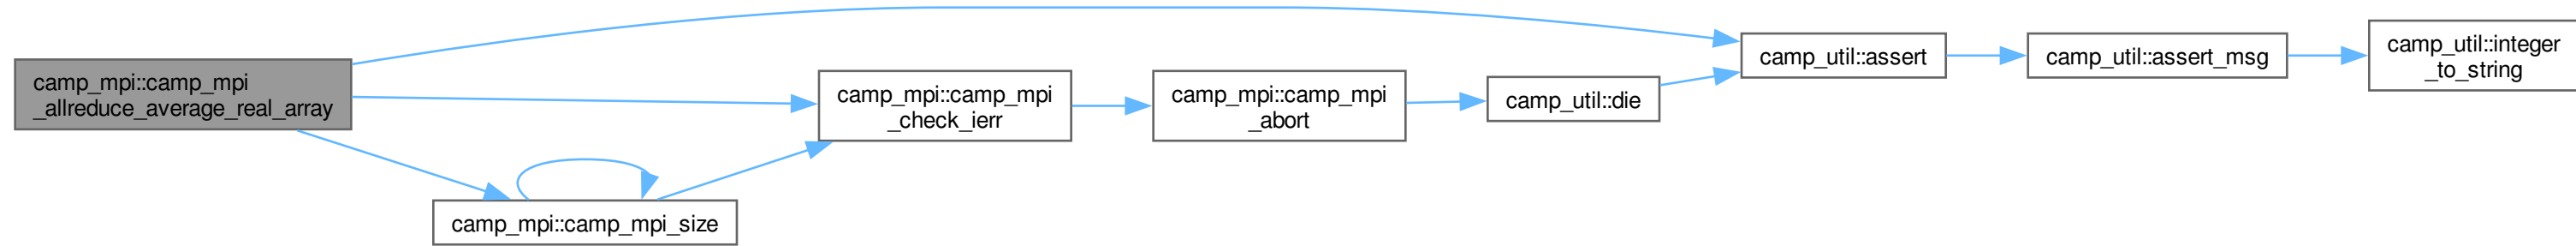 camp_mpi::camp_mpi
_allreduce_average_real_array
camp_mpi::camp_mpi_size
camp_mpi::camp_mpi
_check_ierr
camp_mpi::camp_mpi
_abort
camp_util::die
camp_util::assert
camp_util::assert_msg
camp_util::integer
_to_string